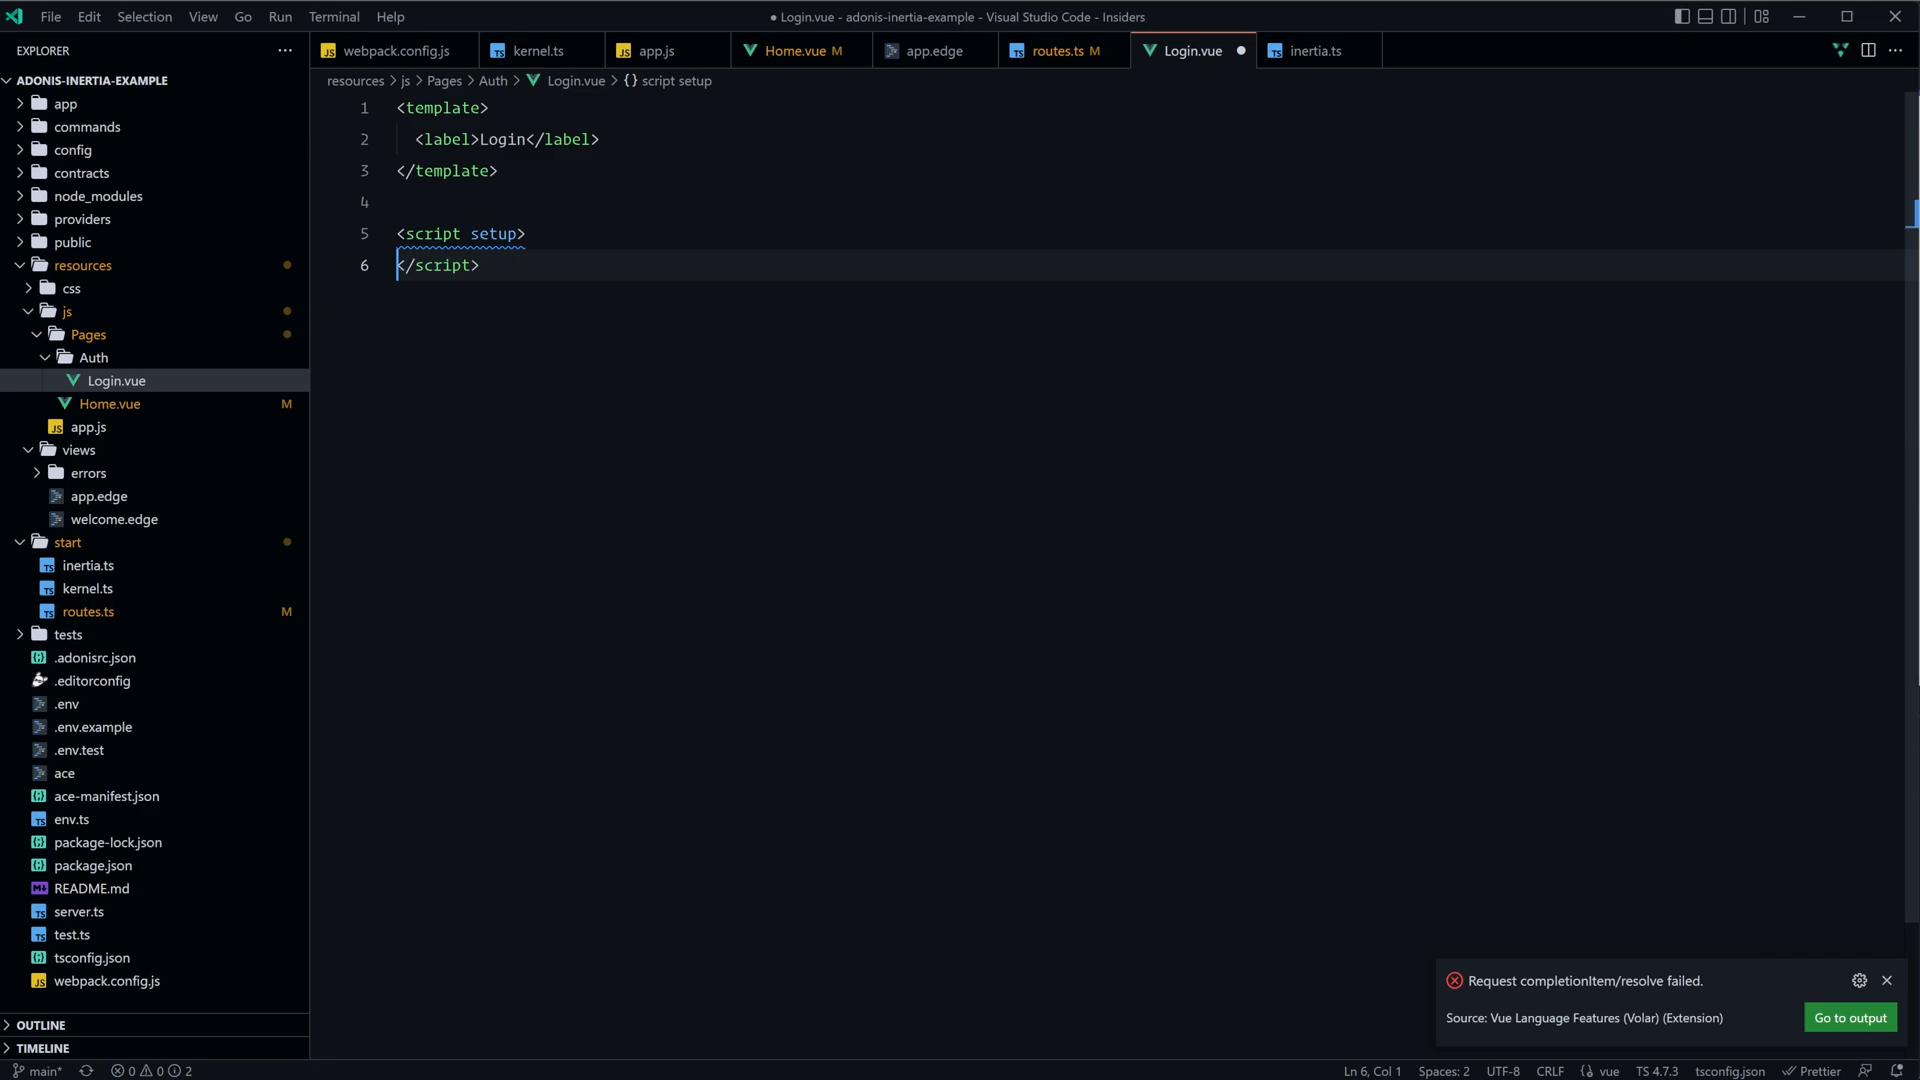 File Edit Selection View Go Run Terminal Help
● Login.vue - adonis-inertia-example - Visual Studio Code - Insiders
EXPLORER
webpack.config.js
kernel.ts
app.js
Home.vue M
app.edge
routes.ts M
Login.vue
inertia.ts
ADONIS-INERTIA-EXAMPLE
app
commands
config
contracts
node_modules
providers
public
resources
css
js
Pages
Auth
Login.vue
Home.vue M
app.js
views
errors
app.edge
welcome.edge
start
inertia.ts
kernel.ts
routes.ts M
tests
.adonisrc.json
.editorconfig
.env
.env.example
.env.test
ace
ace-manifest.json
env.ts
package-lock.json
package.json
README.md
server.ts
test.ts
tsconfig.json
webpack.config.js
OUTLINE
TIMELINE
resources > js > Pages > Auth > Login.vue > {} script setup
1 <template>
2 <label>Login</label>
3 </template>
4
5 <script setup>
6 </script>
Request completionItem/resolve failed.
Source: Vue Language Features (Volar) (Extension)
Go to output
main* 0 0 2
Ln 6, Col 1 Spaces: 2 UTF-8 CRLF vue TS 4.7.3 tsconfig.json Prettier